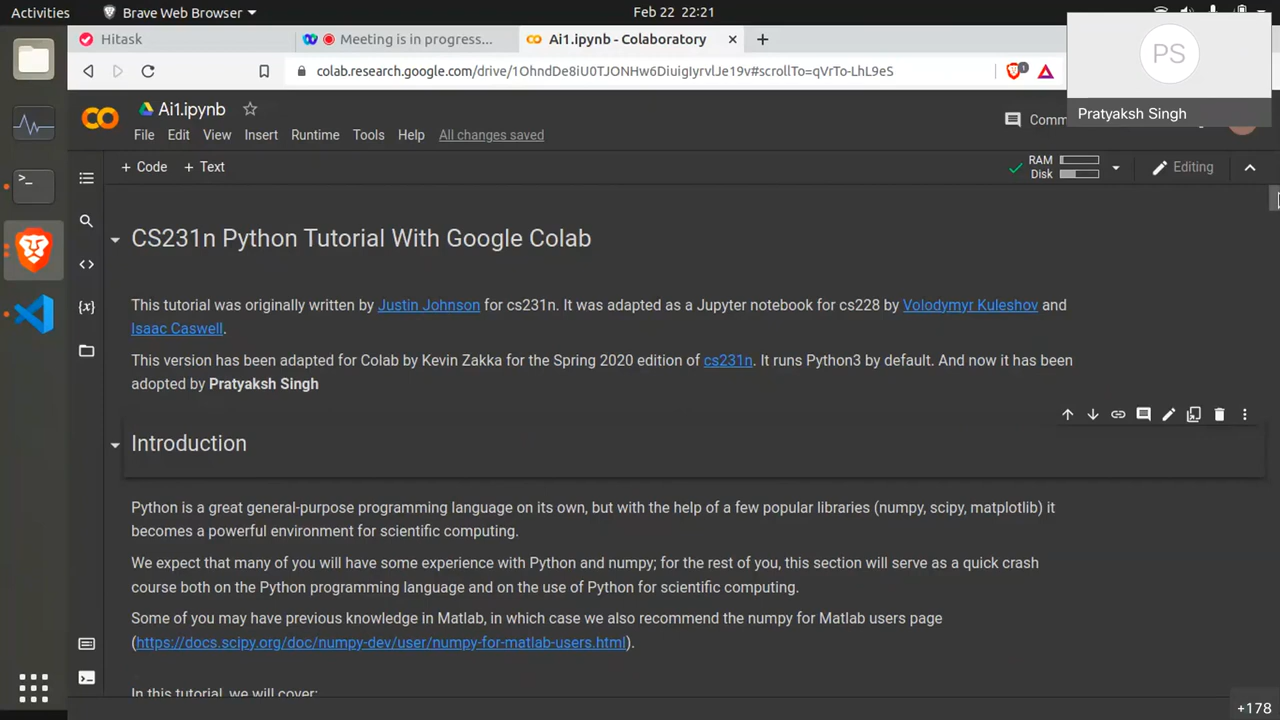 Activities
Brave Web Browser
Feb 22 22:21
Hitask
Meeting is in progress...
Ai1.ipynb - Colaboratory
PS
Pratyaksh Singh
colab.research.google.com/drive/1OhndDe8iU0TJONHw6DiuigIyrvlJe19v#scrollTo=qVrTo-LhL9eS
1
Ai1.ipynb
File Edit View Insert Runtime Tools Help All changes saved
+ Code + Text
RAM
Disk
Editing
{x}
CS231n Python Tutorial With Google Colab
This tutorial was originally written by Justin Johnson for cs231n. It was adapted as a Jupyter notebook for cs228 by Volodymyr Kuleshov and
Isaac Caswell.
This version has been adapted for Colab by Kevin Zakka for the Spring 2020 edition of cs231n. It runs Python3 by default. And now it has been
adopted by Pratyaksh Singh
Introduction
Python is a great general-purpose programming language on its own, but with the help of a few popular libraries (numpy, scipy, matplotlib) it
becomes a powerful environment for scientific computing.
We expect that many of you will have some experience with Python and numpy; for the rest of you, this section will serve as a quick crash
course both on the Python programming language and on the use of Python for scientific computing.
Some of you may have previous knowledge in Matlab, in which case we also recommend the numpy for Matlab users page
(https://docs.scipy.org/doc/numpy-dev/user/numpy-for-matlab-users.html).
In this tutorial, we will cover:
+178